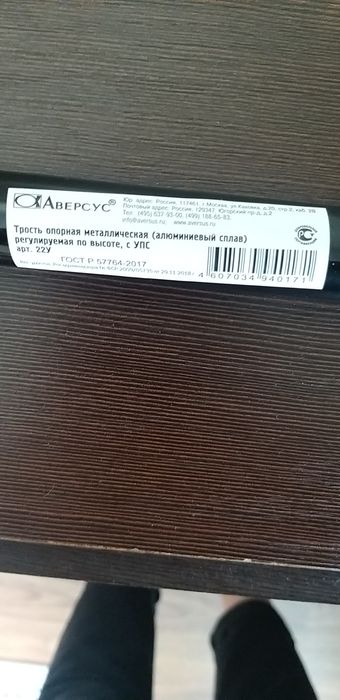 АВЕРСУС®
Юр. адрес: Россия, 117461, г.Москва, ул.Каховка, д.20, стр.2, каб.
Почтовый адрес: Россия, 129347, Югорский пр-д, д.2
Тел.: (495) 637-93-00, (499) 188-65-83
info@aversus.ru www.aversus.ru
Трость опорная металлическая (алюминиевый сплав)
регулируемая по высоте, с УПС
арт. 22У
ГОСТ Р 57764-2017
4 607034 940171